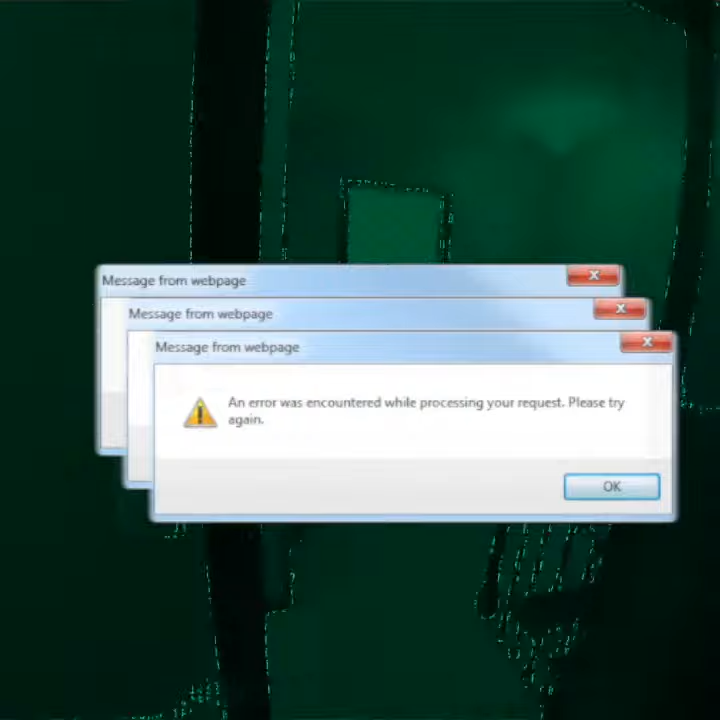 Message from webpage
Message from webpage
Message from webpage
An error was encountered while processing your request. Please try
again.
OK